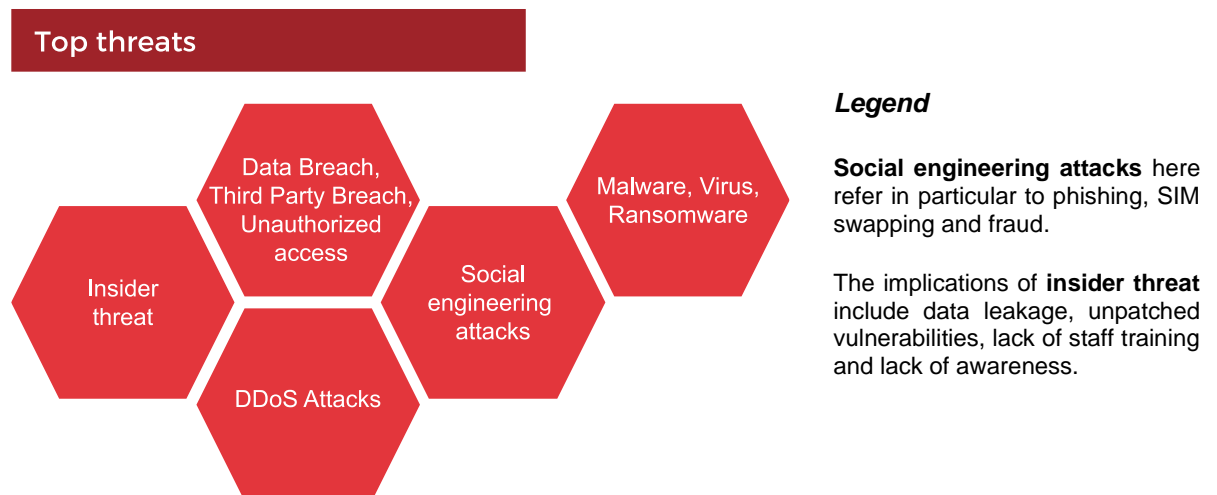 Top threats
Data Breach,
Third Party Breach,
Unauthorized
access
Malware, Virus,
Ransomware
Insider
threat
Social
engineering
attacks
DDoS Attacks
Legend
Social engineering attacks here
refer in particular to phishing, SIM
swapping and fraud.
The implications of insider threat
include data leakage, unpatched
vulnerabilities, lack of staff training
and lack of awareness.